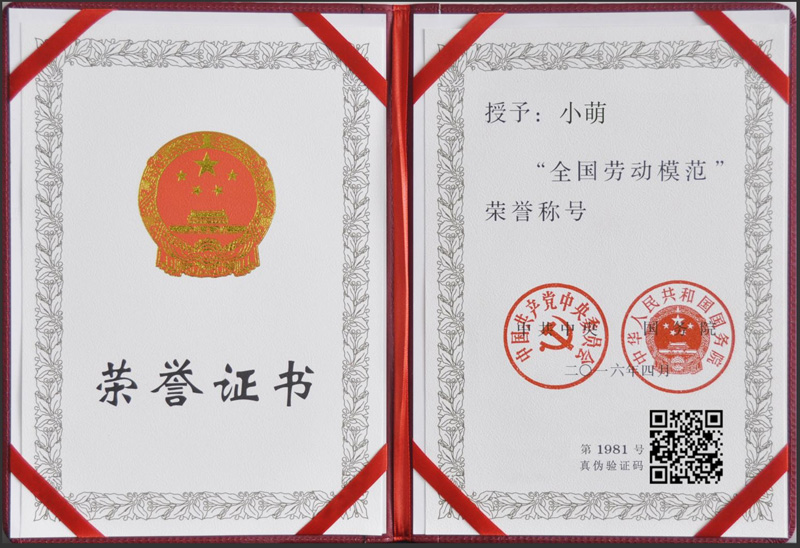 荣誉证书
授予：小萌
“全国劳动模范”
荣誉称号
中国共产党中央委员会
中共中央
中华人民共和国国务院
国务院
二〇一六年四月
第 1981 号
真伪验证码